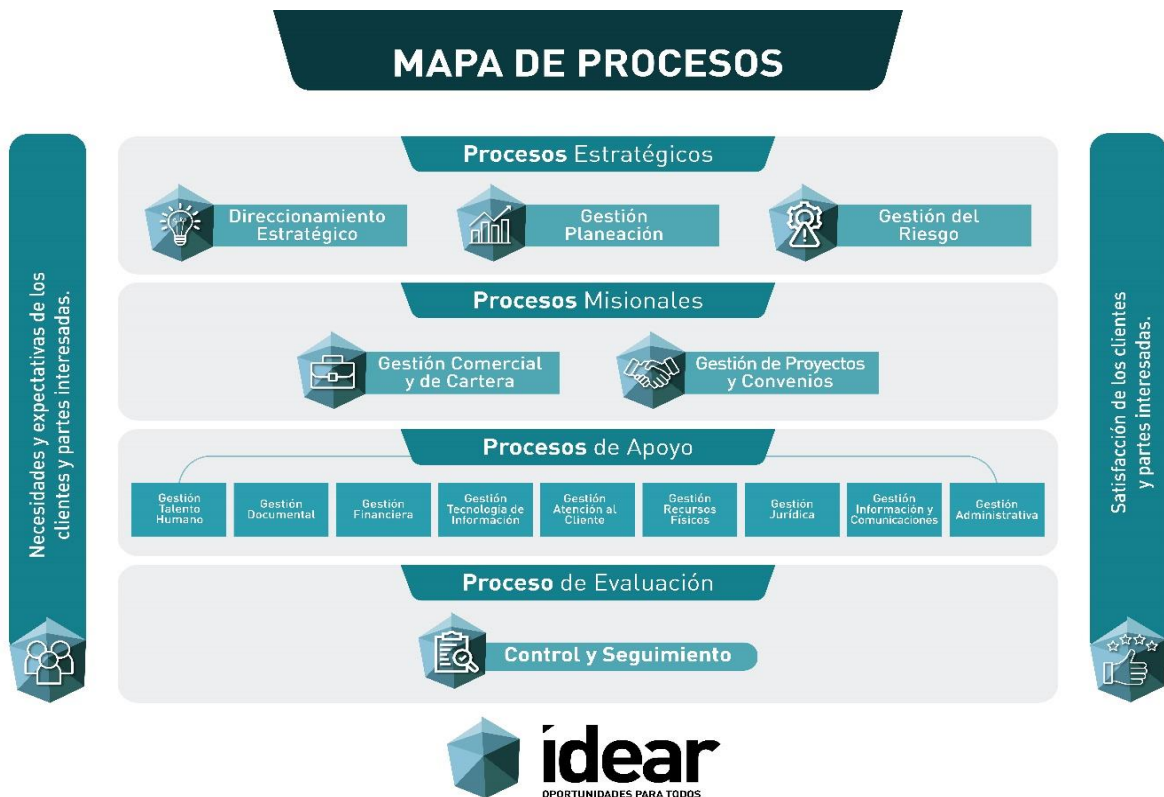 MAPA DE PROCESOS
Necesidades y expectativas de los
clientes y partes interesadas.
Procesos Estratégicos
Direccionamiento
Estratégico
Gestión
Planeación
Gestión del
Riesgo
Procesos Misionales
Gestión Comercial
y de Cartera
Gestión de Proyectos
y Convenios
Procesos de Apoyo
Gestión
Talento
Humano
Gestión
Documental
Gestión
Financiera
Gestión
Tecnología de
Información
Gestión
Atención al
Cliente
Gestión
Recursos
Físicos
Gestión
Jurídica
Gestión
Información y
Comunicaciones
Gestión
Administrativa
Proceso de Evaluación
Control y Seguimiento
Satisfacción de los clientes
y partes interesadas.
idear
OPORTUNIDADES PARA TODOS